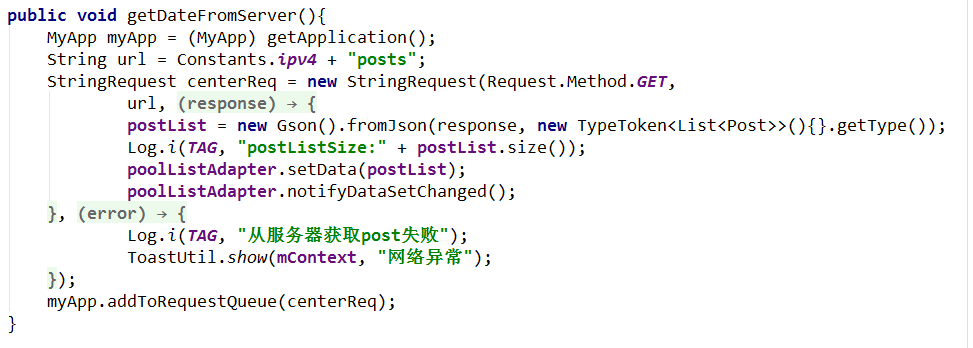 public void getDateFromServer(){
    MyApp myApp = (MyApp) getApplication();
    String url = Constants.ipv4 + "posts";
    StringRequest centerReq = new StringRequest(Request.Method.GET,
            url, (response) → {
            postList = new Gson().fromJson(response, new TypeToken<List<Post>>(){}.getType());
            Log.i(TAG, "postListSize:" + postList.size());
            poolListAdapter.setData(postList);
            poolListAdapter.notifyDataSetChanged();
    }, (error) → {
            Log.i(TAG, "从服务器获取post失败");
            ToastUtil.show(mContext, "网络异常");
    });
    myApp.addToRequestQueue(centerReq);
}